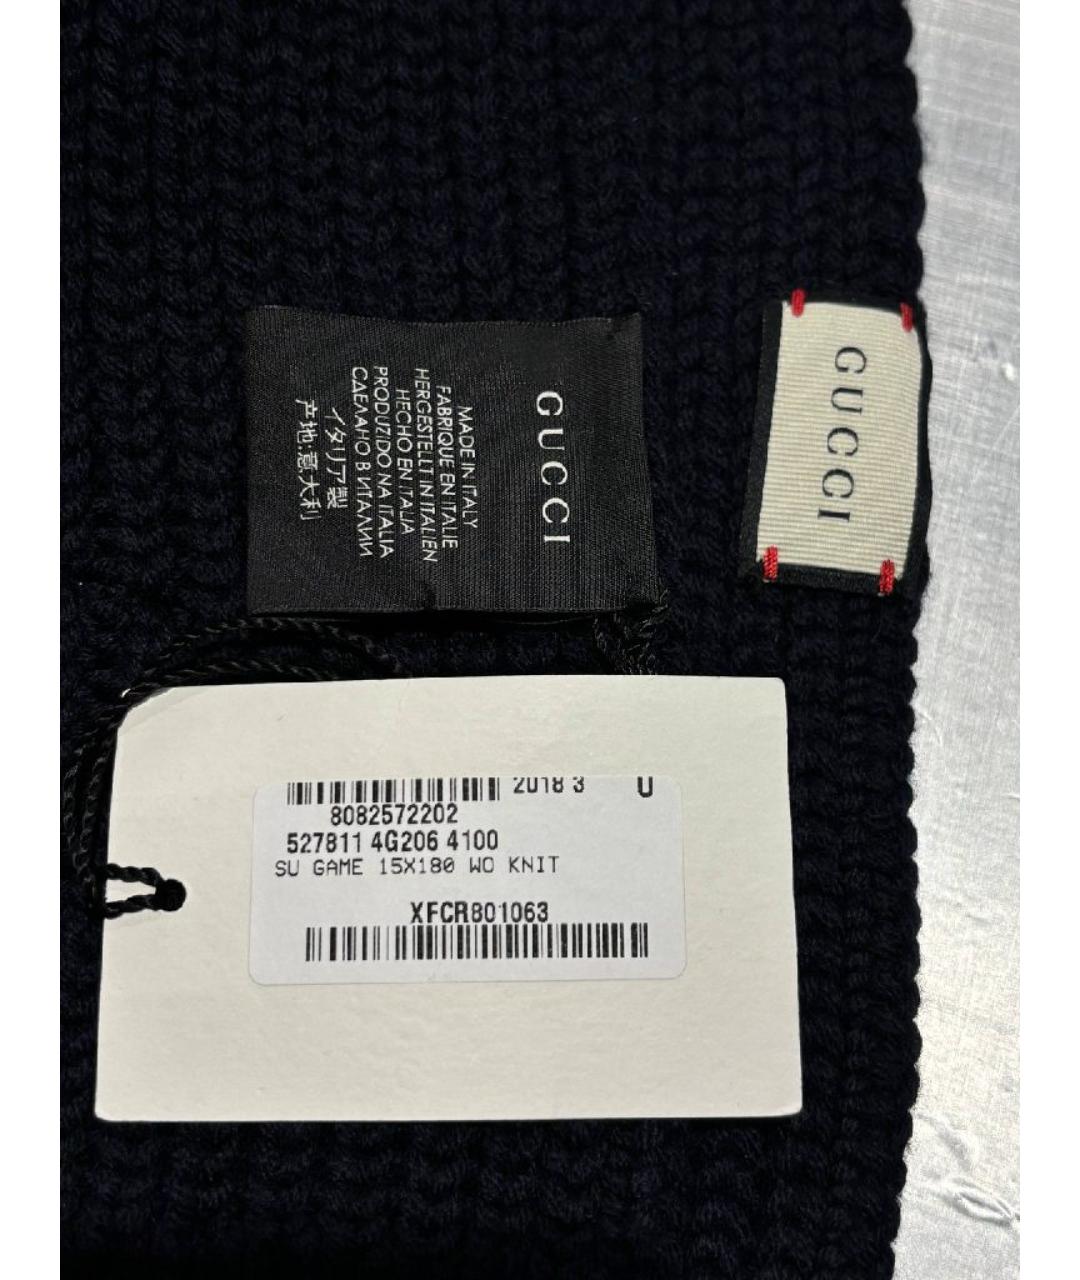 GUCCI
MADE IN ITALY
FABRIQUE EN ITALIE
HERGESTELLT IN ITALIEN
HECHO EN ITALIA
PRODUZIDO NA ITALIA
СДЕЛАНО В ИТАЛИИ
イタリア製
产地:意大利
GUCCI
2018 3 U
8082572202
527811 4G206 4100
SU GAME 15X180 WO KNIT
XFCR801063